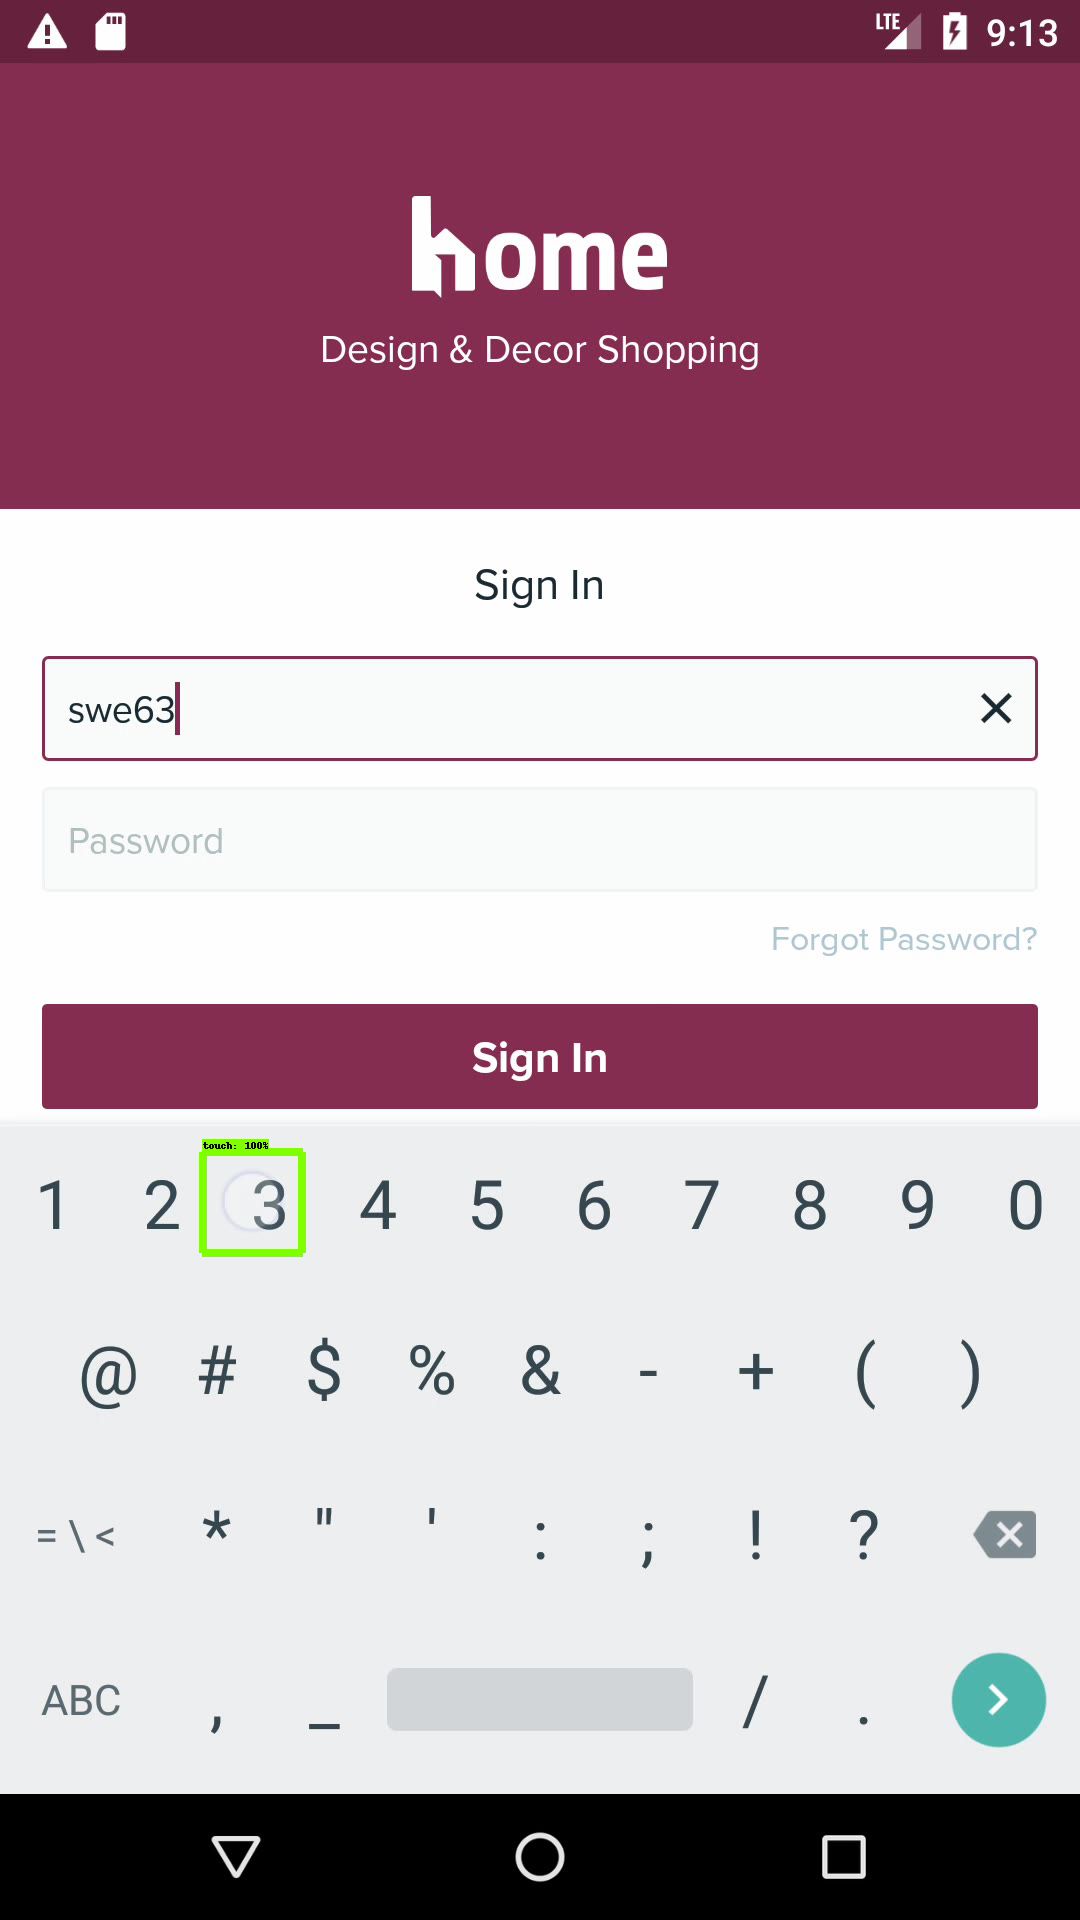 LTE 9:13
home
Design & Decor Shopping
Sign In
swe63
Password
Forgot Password?
Sign In
touch: 100%
1 2 3 4 5 6 7 8 9 0
@ # $ % & - + ( )
= \ < * " ' : ; ! ?
ABC , _ / .